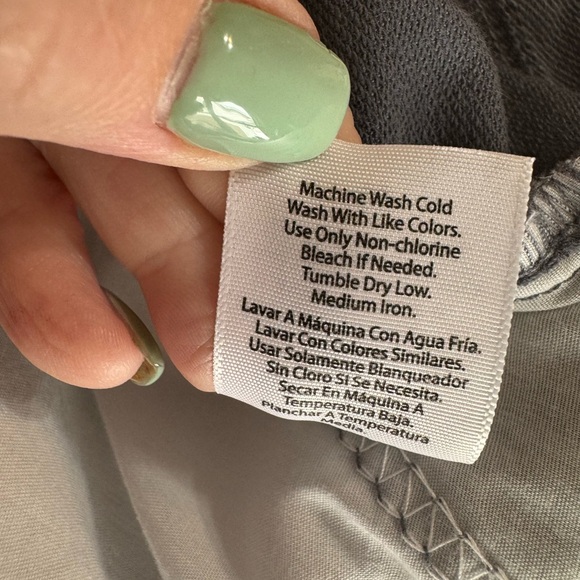 Machine Wash Cold
Wash With Like Colors.
Use Only Non-chlorine
Bleach If Needed.
Tumble Dry Low.
Medium Iron.
Lavar A Máquina Con Agua Fría.
Lavar Con Colores Similares.
Usar Solamente Blanqueador
Sin Cloro Si Se Necesita.
Secar En Máquina A
Temperatura Baja.
Planchar A Temperatura
Media.